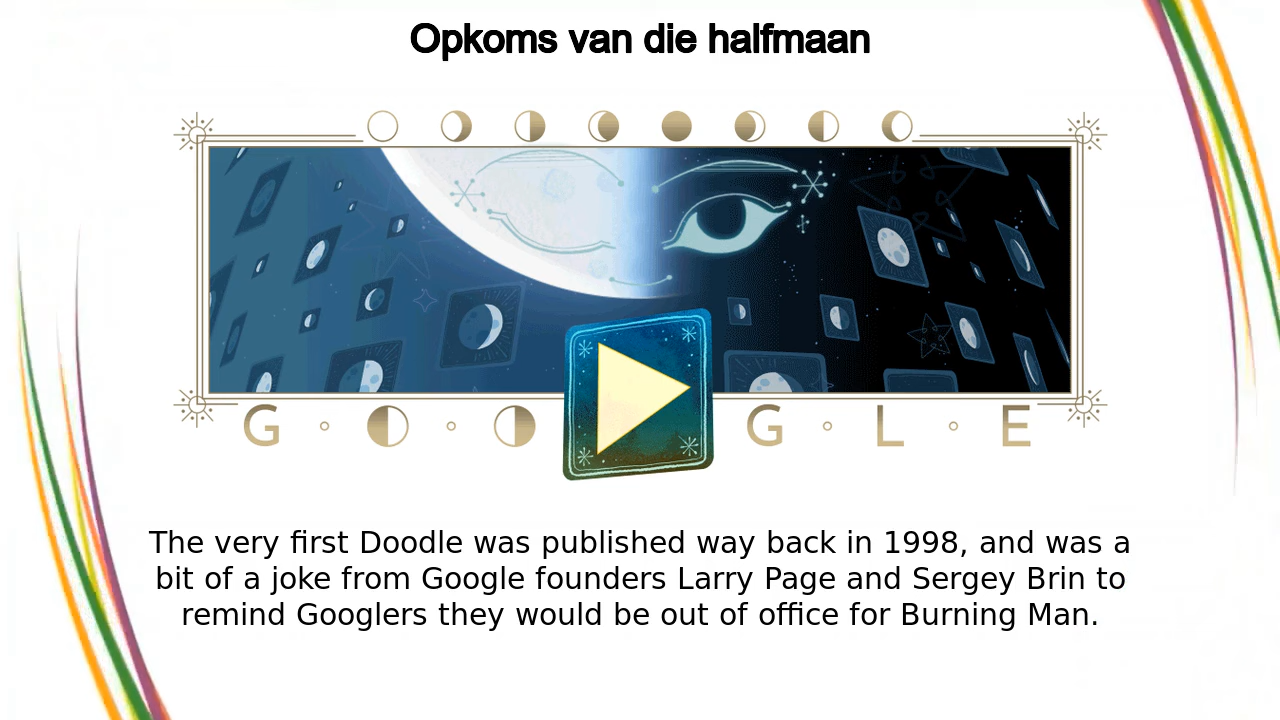 Opkoms van die halfmaan
G O O G L E
The very first Doodle was published way back in 1998, and was a
bit of a joke from Google founders Larry Page and Sergey Brin to
remind Googlers they would be out of office for Burning Man.